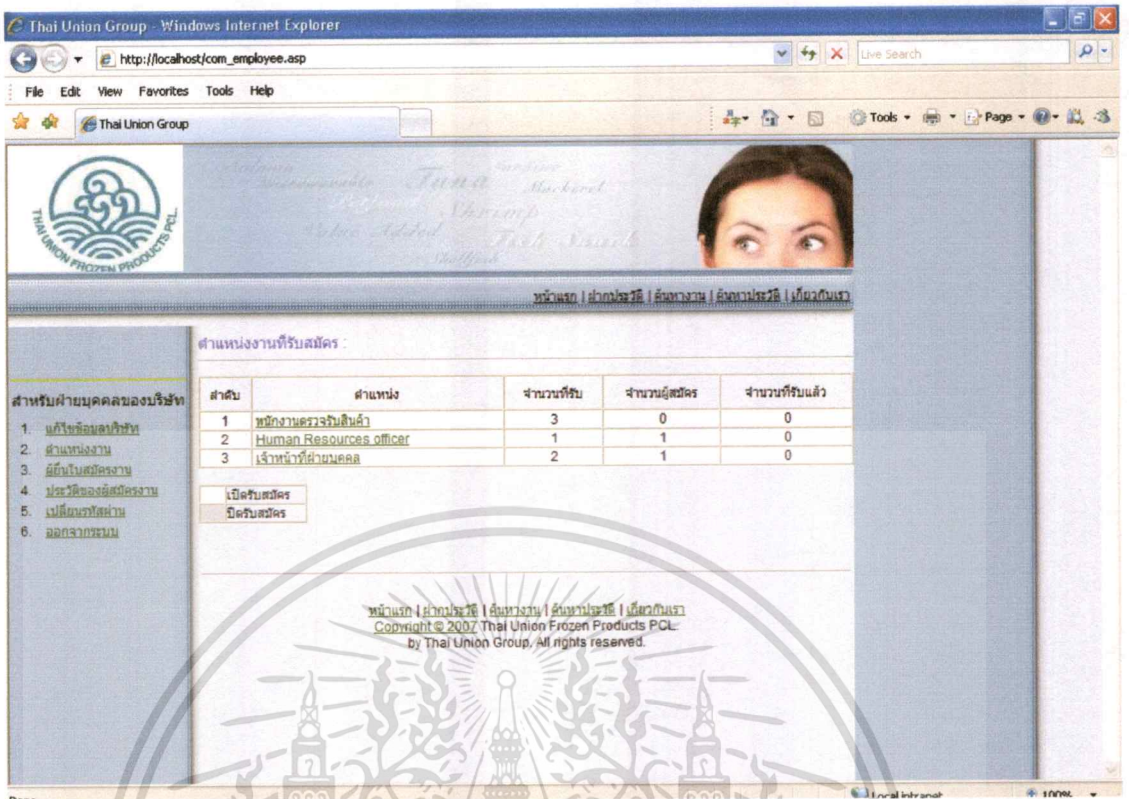 Thai Union Group - Windows Internet Explorer
http://localhost/com_employee.asp
Live Search
File Edit View Favorites Tools Help
Thai Union Group
Tools Page
THAI UNION FROZEN PRODUCTS PCL.
Tuna Mackerel
Shrimp
Value Added Fish Snack
Shellfish
หน้าแรก | ฝากประวัติ | ค้นหางาน | ค้นหาประวัติ | เกี่ยวกับเรา
ตำแหน่งงานที่รับสมัคร :
สำหรับฝ่ายบุคคลของบริษัท
1. แก้ไขข้อมูลบริษัท
2. ตำแหน่งงาน
3. ผู้ยื่นใบสมัครงาน
4. ประวัติของผู้สมัครงาน
5. เปลี่ยนรหัสผ่าน
6. ออกจากระบบ
ลำดับ ตำแหน่ง จำนวนที่รับ จำนวนผู้สมัคร จำนวนที่รับแล้ว
1 พนักงานตรวจรับสินค้า 3 0 0
2 Human Resources officer 1 1 0
3 เจ้าหน้าที่ฝ่ายบุคคล 2 1 0
เปิดรับสมัคร
ปิดรับสมัคร
หน้าแรก | ฝากประวัติ | ค้นหางาน | ค้นหาประวัติ | เกี่ยวกับเรา
Copyright © 2007 Thai Union Frozen Products PCL.
by Thai Union Group. All rights reserved.
Done
Local intranet
100%